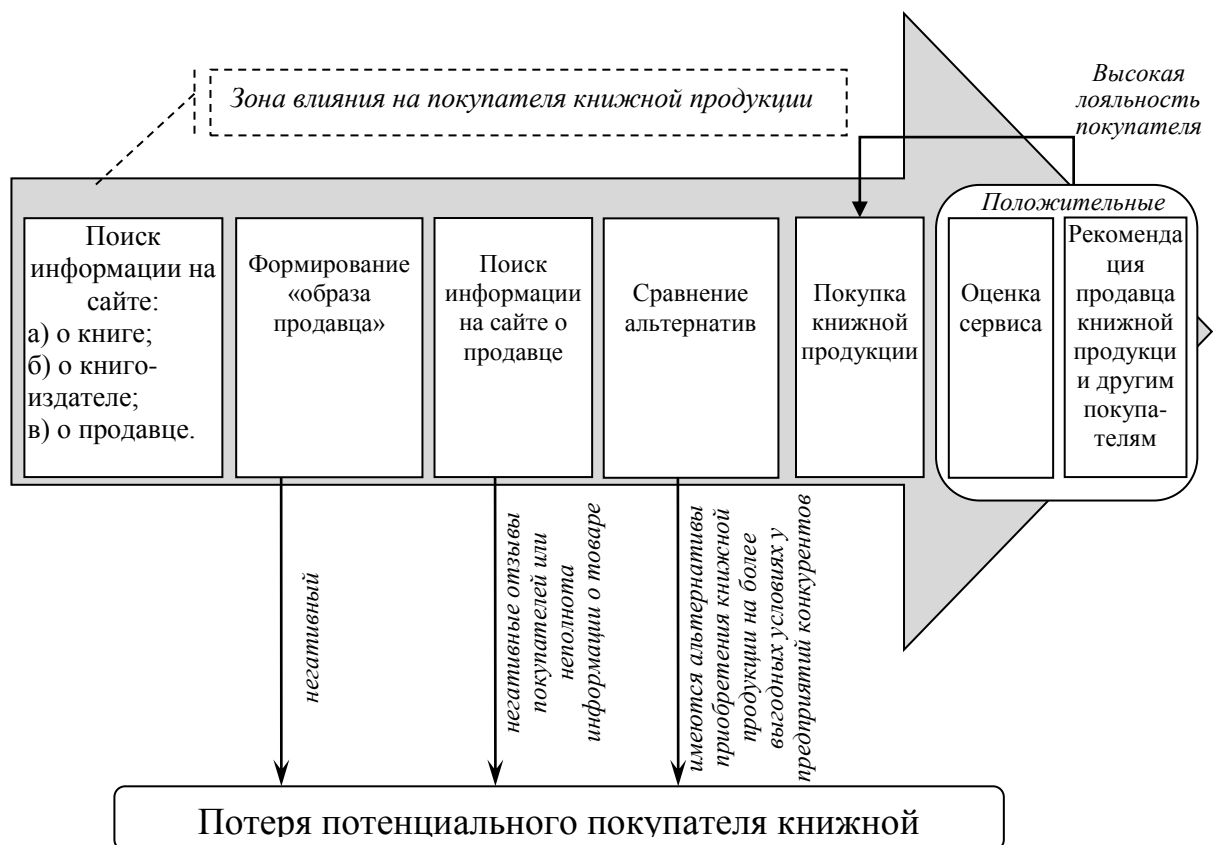 Зона влияния на покупателя книжной продукции
Высокая
лояльность
покупателя
Поиск
информации на
сайте:
а) о книге;
б) о книго-
издателе;
в) о продавце.
Формирование
«образа
продавца»
Поиск
информации
на сайте о
продавце
Сравнение
альтернатив
Покупка
книжной
продукции
Положительные
Оценка
сервиса
Рекоменда
ция
продавца
книжной
продукци
и другим
покупа-
телям
негативный
негативные отзывы
покупателей или
неполнота
информации о товаре
имеются альтернативы
приобретения книжной
продукции на более
выгодных условиях у
предприятий конкурентов
Потеря потенциального покупателя книжной